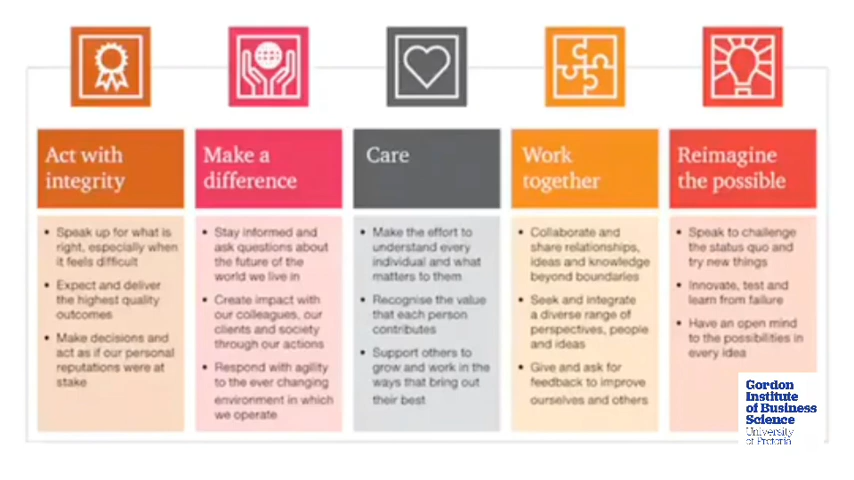 Act with
integrity
Speak up for what is
right, especially when
it feels difficult
Expect and deliver
the highest quality
outcomes
Make decisions and
act as if our personal
reputations were at
stake
Make a
difference
Stay informed and
ask questions about
the future of the
world we live in
Create impact with
our colleagues, our
clients and society
through our actions
Respond with agility
to the ever changing
environment in which
we operate
Care
Make the effort to
understand every
individual and what
matters to them
Recognise the value
that each person
contributes
Support others to
grow and work in the
ways that bring out
their best
Work
together
Collaborate and
share relationships,
ideas and knowledge
beyond boundaries
Seek and integrate
a diverse range of
perspectives, people
and ideas
Give and ask for
feedback to improve
ourselves and others
Reimagine
the possible
Speak to challenge
the status quo and
try new things
Innovate, test and
learn from failure
Have an open mind
to the possibilities in
every idea
Gordon
Institute
of Business
Science
University
of Pretoria